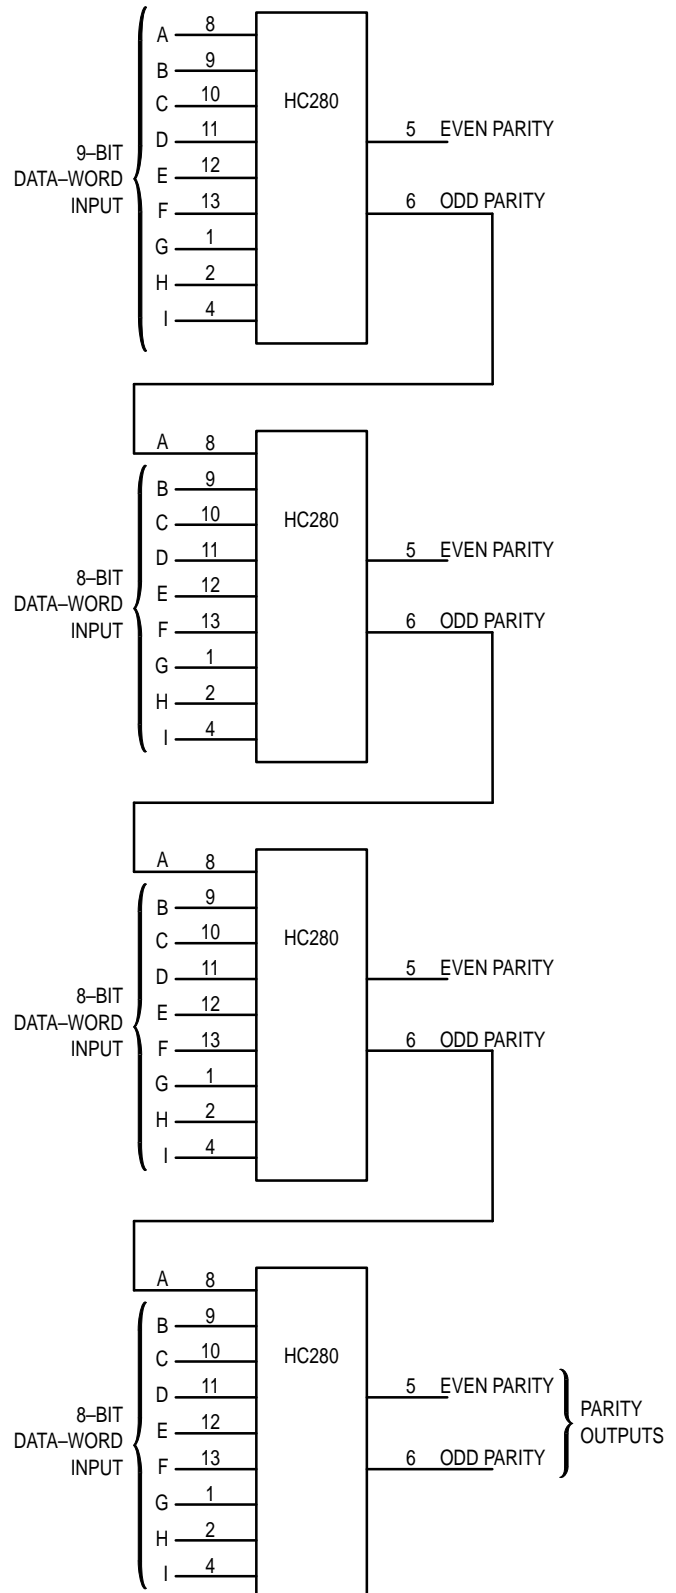 A 8
B 9
C 10
HC280
D 11
5 EVEN PARITY
9–BIT
DATA–WORD
INPUT
E 12
F 13
6 ODD PARITY
G 1
H 2
I 4
A 8
B 9
C 10
HC280
D 11
5 EVEN PARITY
8–BIT
DATA–WORD
INPUT
E 12
F 13
6 ODD PARITY
G 1
H 2
I 4
A 8
B 9
C 10
HC280
D 11
5 EVEN PARITY
8–BIT
DATA–WORD
INPUT
E 12
F 13
6 ODD PARITY
G 1
H 2
I 4
A 8
B 9
C 10
HC280
D 11
5 EVEN PARITY
PARITY
OUTPUTS
8–BIT
DATA–WORD
INPUT
E 12
F 13
6 ODD PARITY
G 1
H 2
I 4